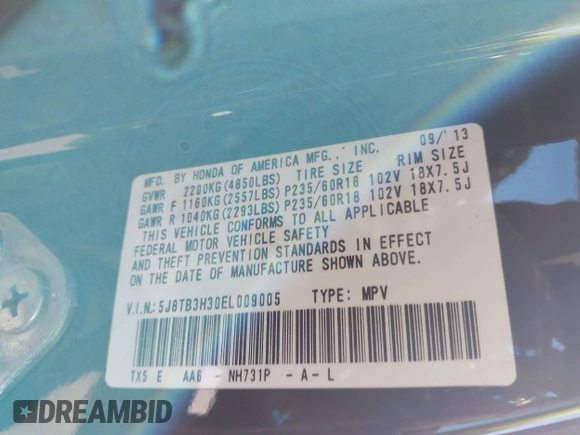 MFD. BY HONDA OF AMERICA MFG., INC. 09/13
GVWR 2200KG(4850LBS) TIRE SIZE RIM SIZE
GAWR F 1160KG(2557LBS) P235/60R18 102V 18X7.5J
GAWR R 1040KG(2293LBS) P235/60R18 102V 18X7.5J
THIS VEHICLE CONFORMS TO ALL APPLICABLE
FEDERAL MOTOR VEHICLE SAFETY
AND THEFT PREVENTION STANDARDS IN EFFECT
ON THE DATE OF MANUFACTURE SHOWN ABOVE.
V.I.N.: 5J8TB3H30EL009005 TYPE: MPV
TX5 E AA6 - NH731P - A - L
DREAMBID